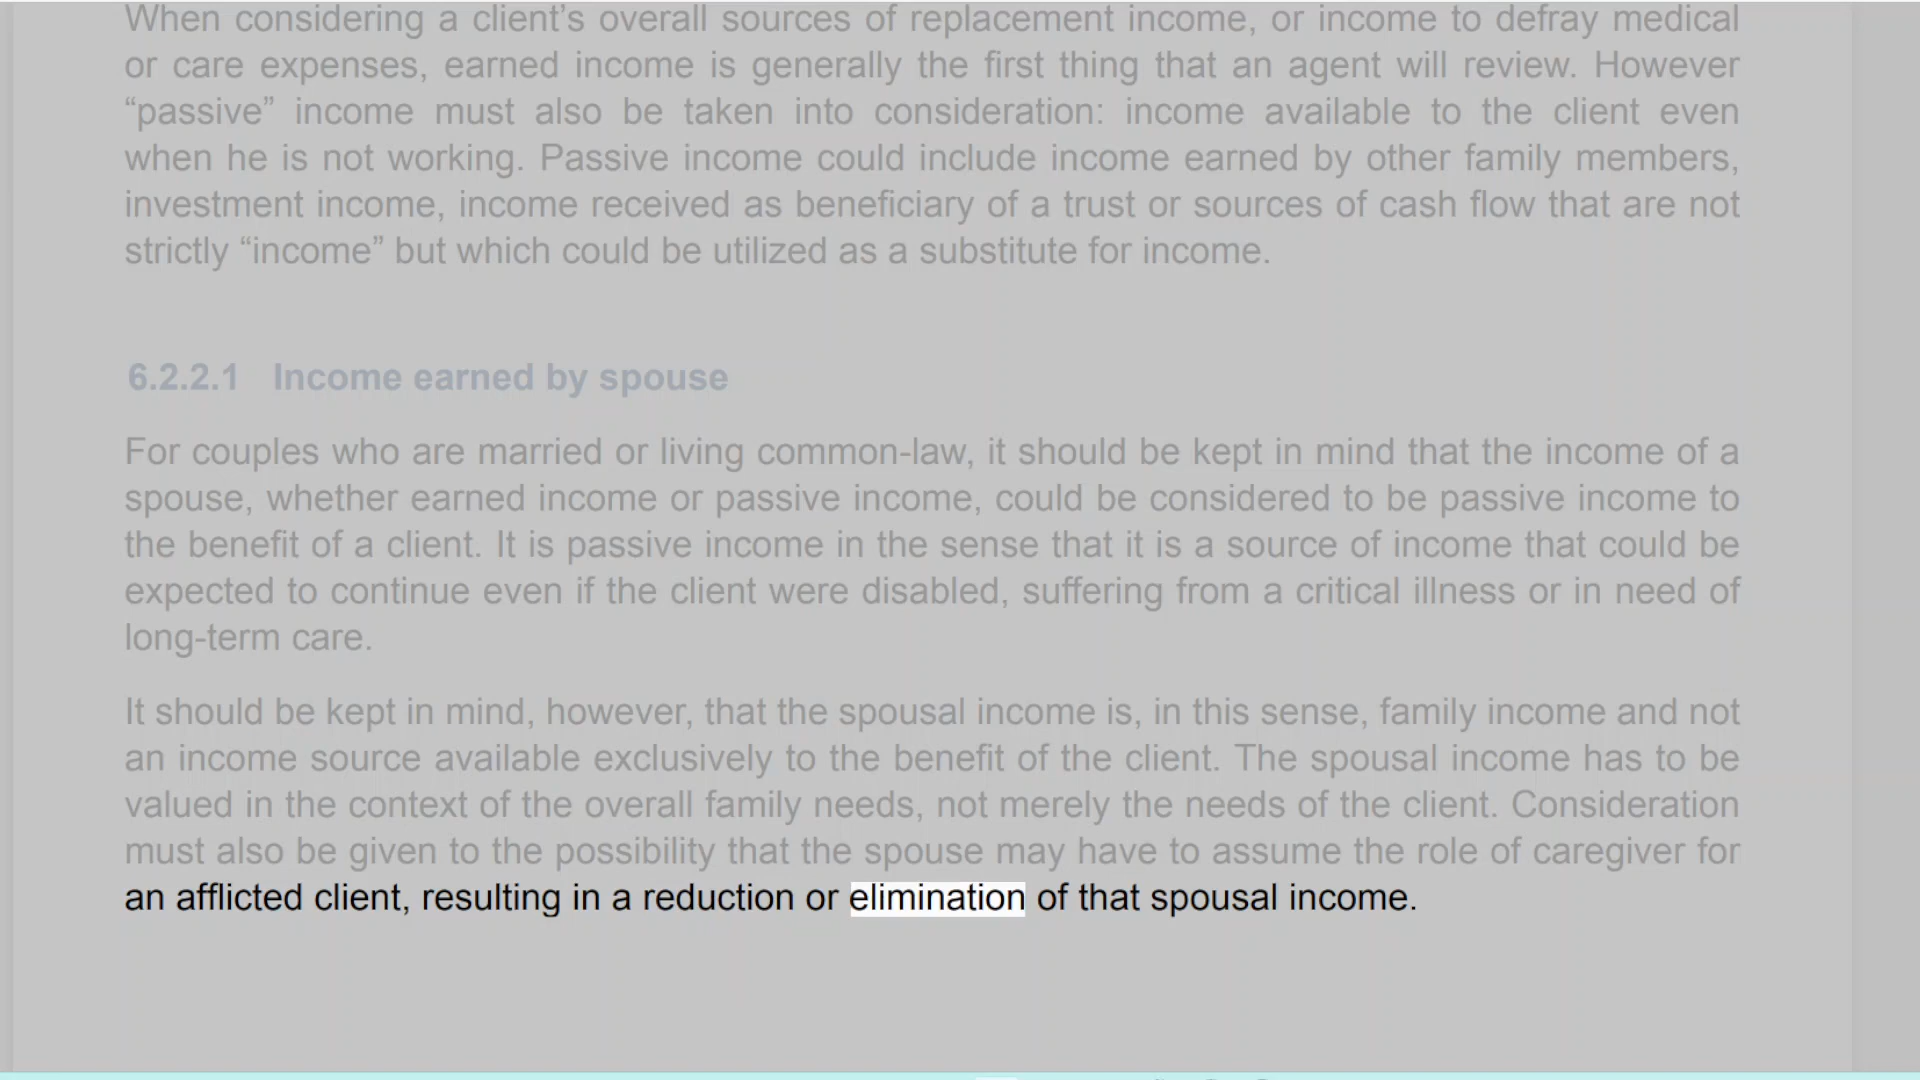 When considering a client’s overall sources of replacement income, or income to defray medical
or care expenses, earned income is generally the first thing that an agent will review. However
“passive” income must also be taken into consideration: income available to the client even
when he is not working. Passive income could include income earned by other family members,
investment income, income received as beneficiary of a trust or sources of cash flow that are not
strictly “income” but which could be utilized as a substitute for income.
6.2.2.1 Income earned by spouse
For couples who are married or living common-law, it should be kept in mind that the income of a
spouse, whether earned income or passive income, could be considered to be passive income to
the benefit of a client. It is passive income in the sense that it is a source of income that could be
expected to continue even if the client were disabled, suffering from a critical illness or in need of
long-term care.
It should be kept in mind, however, that the spousal income is, in this sense, family income and not
an income source available exclusively to the benefit of the client. The spousal income has to be
valued in the context of the overall family needs, not merely the needs of the client. Consideration
must also be given to the possibility that the spouse may have to assume the role of caregiver for
an afflicted client, resulting in a reduction or elimination of that spousal income.